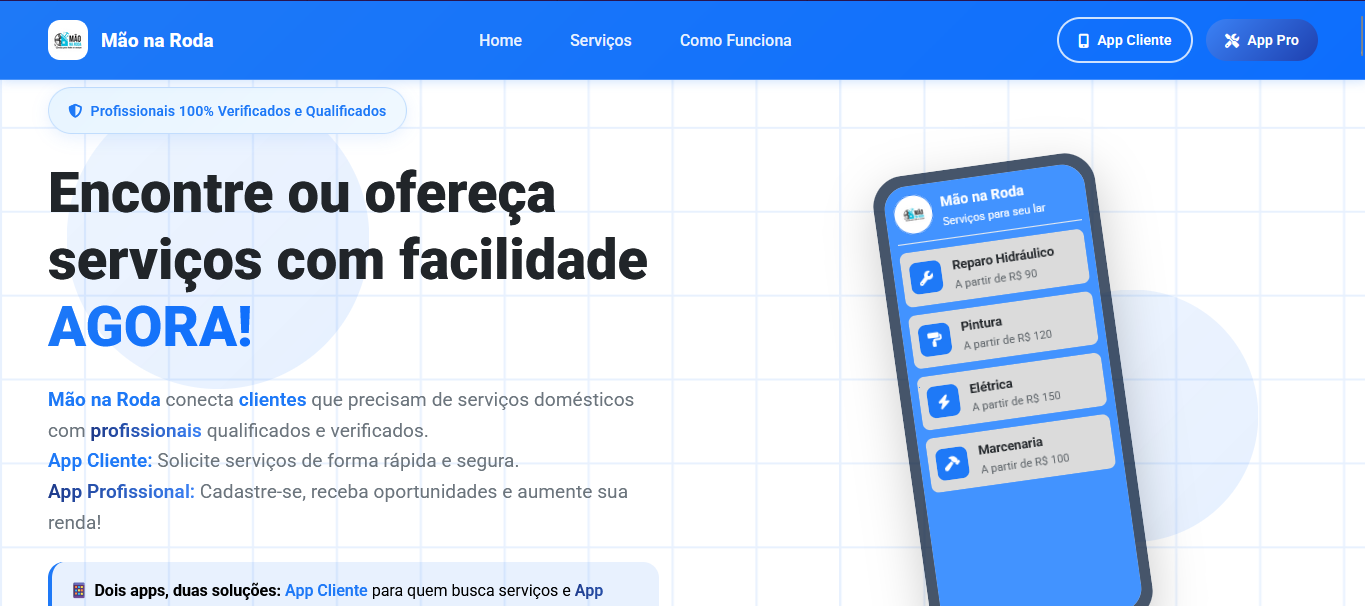 MÃO
NA RODA
Mão na Roda
Home
Serviços
Como Funciona
App Cliente
App Pro
Profissionais 100% Verificados e Qualificados
Encontre ou ofereça
serviços com facilidade
AGORA!
Mão na Roda conecta clientes que precisam de serviços domésticos
com profissionais qualificados e verificados.
App Cliente: Solicite serviços de forma rápida e segura.
App Profissional: Cadastre-se, receba oportunidades e aumente sua
renda!
Dois apps, duas soluções: App Cliente para quem busca serviços e App
Mão na Roda
Serviços para seu lar
Reparo Hidráulico
A partir de R$ 90
Pintura
A partir de R$ 120
Elétrica
A partir de R$ 150
Marcenaria
A partir de R$ 100